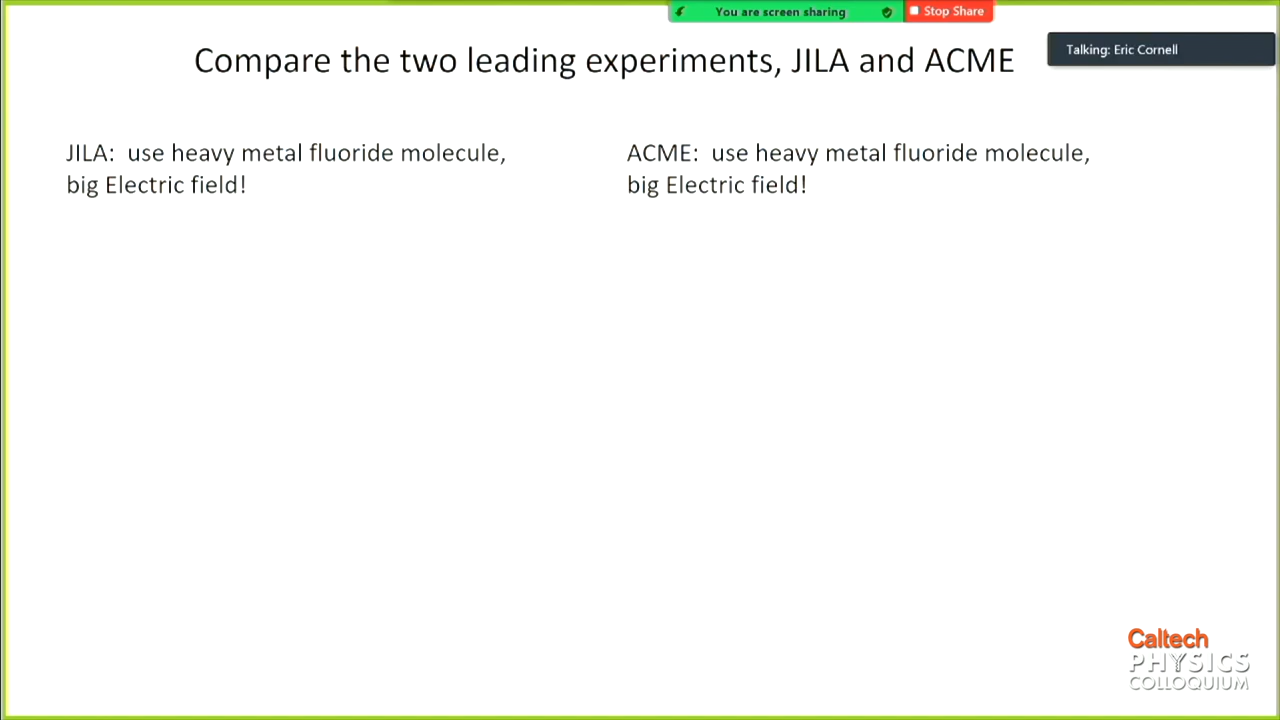 You are screen sharing
Stop Share
Talking: Eric Cornell
Compare the two leading experiments, JILA and ACME
JILA:  use heavy metal fluoride molecule,
big Electric field!
ACME:  use heavy metal fluoride molecule,
big Electric field!
Caltech
PHYSICS
COLLOQUIUM